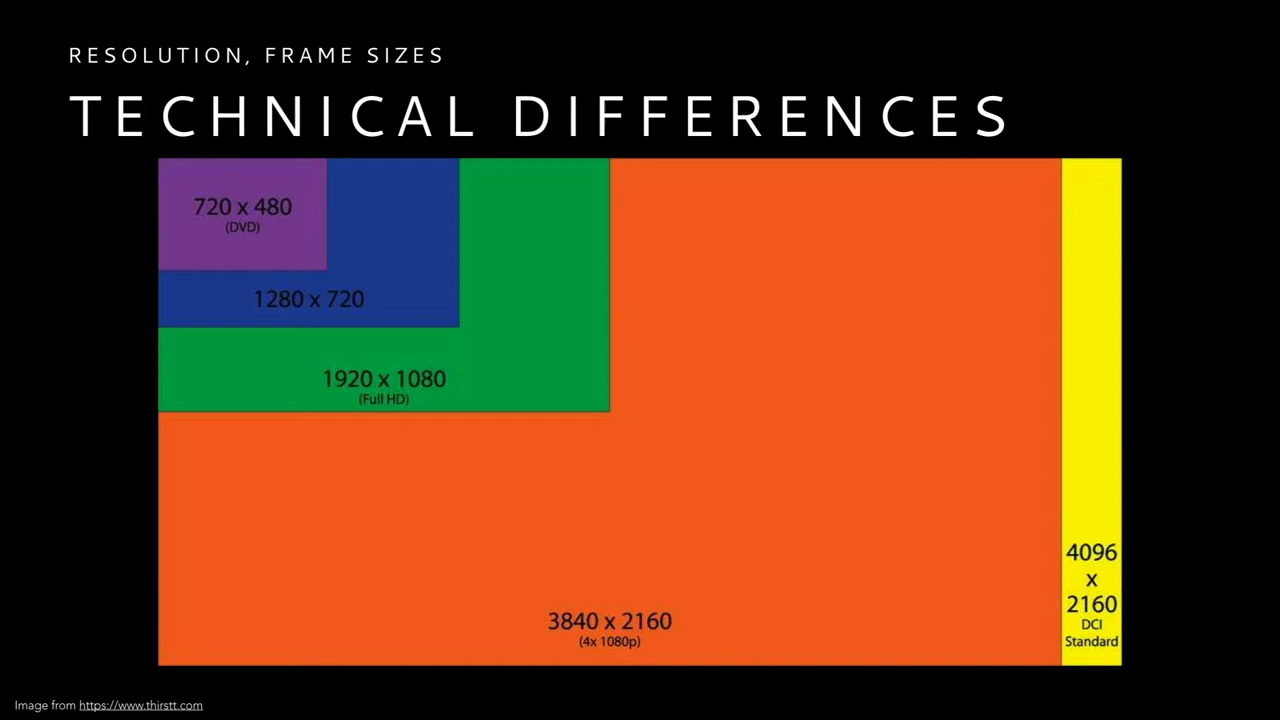 RESOLUTION, FRAME SIZES
TECHNICAL DIFFERENCES
720 x 480
(DVD)
1280 x 720
1920 x 1080
(Full HD)
3840 x 2160
(4x 1080p)
4096
x
2160
DCI
Standard
Image from https://www.thirstt.com